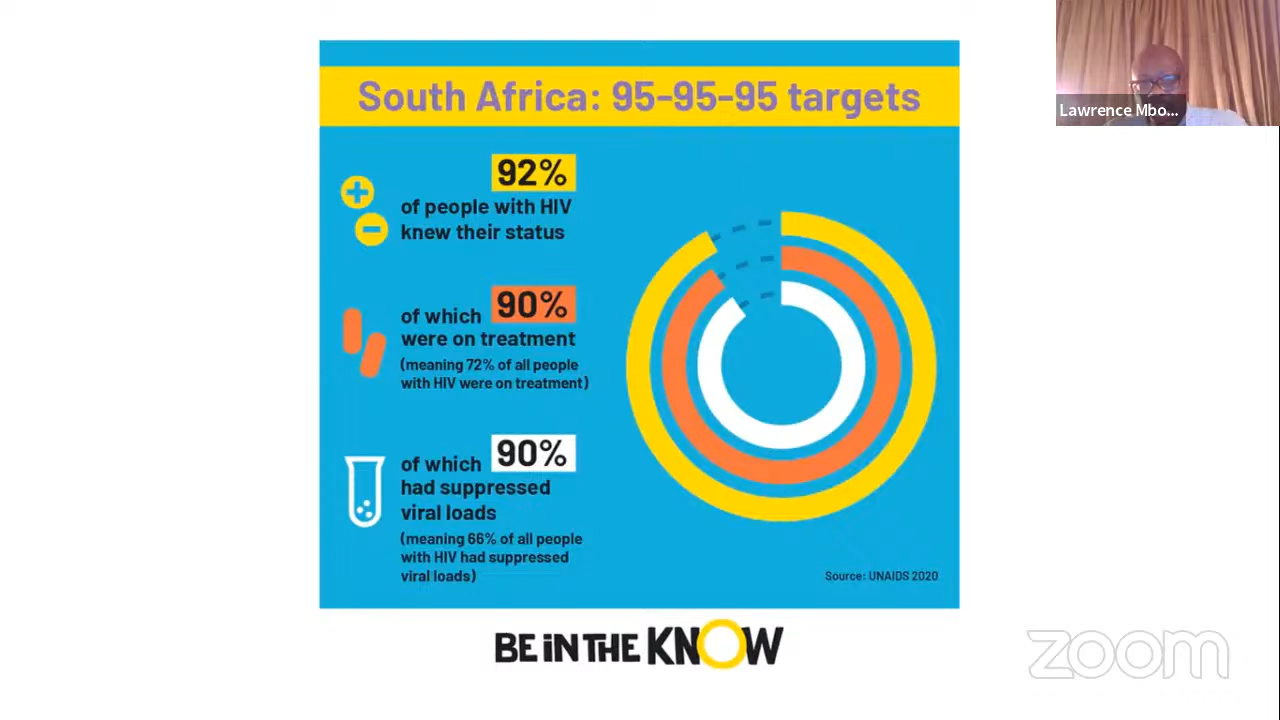 South Africa: 95-95-95 targets
92%
of people with HIV
knew their status
of which 90%
were on treatment
(meaning 72% of all people
with HIV were on treatment)
of which 90%
had suppressed
viral loads
(meaning 66% of all people
with HIV had suppressed
viral loads)
Source: UNAIDS 2020
BE iN THE KNOW
Lawrence Mbo...
zoom